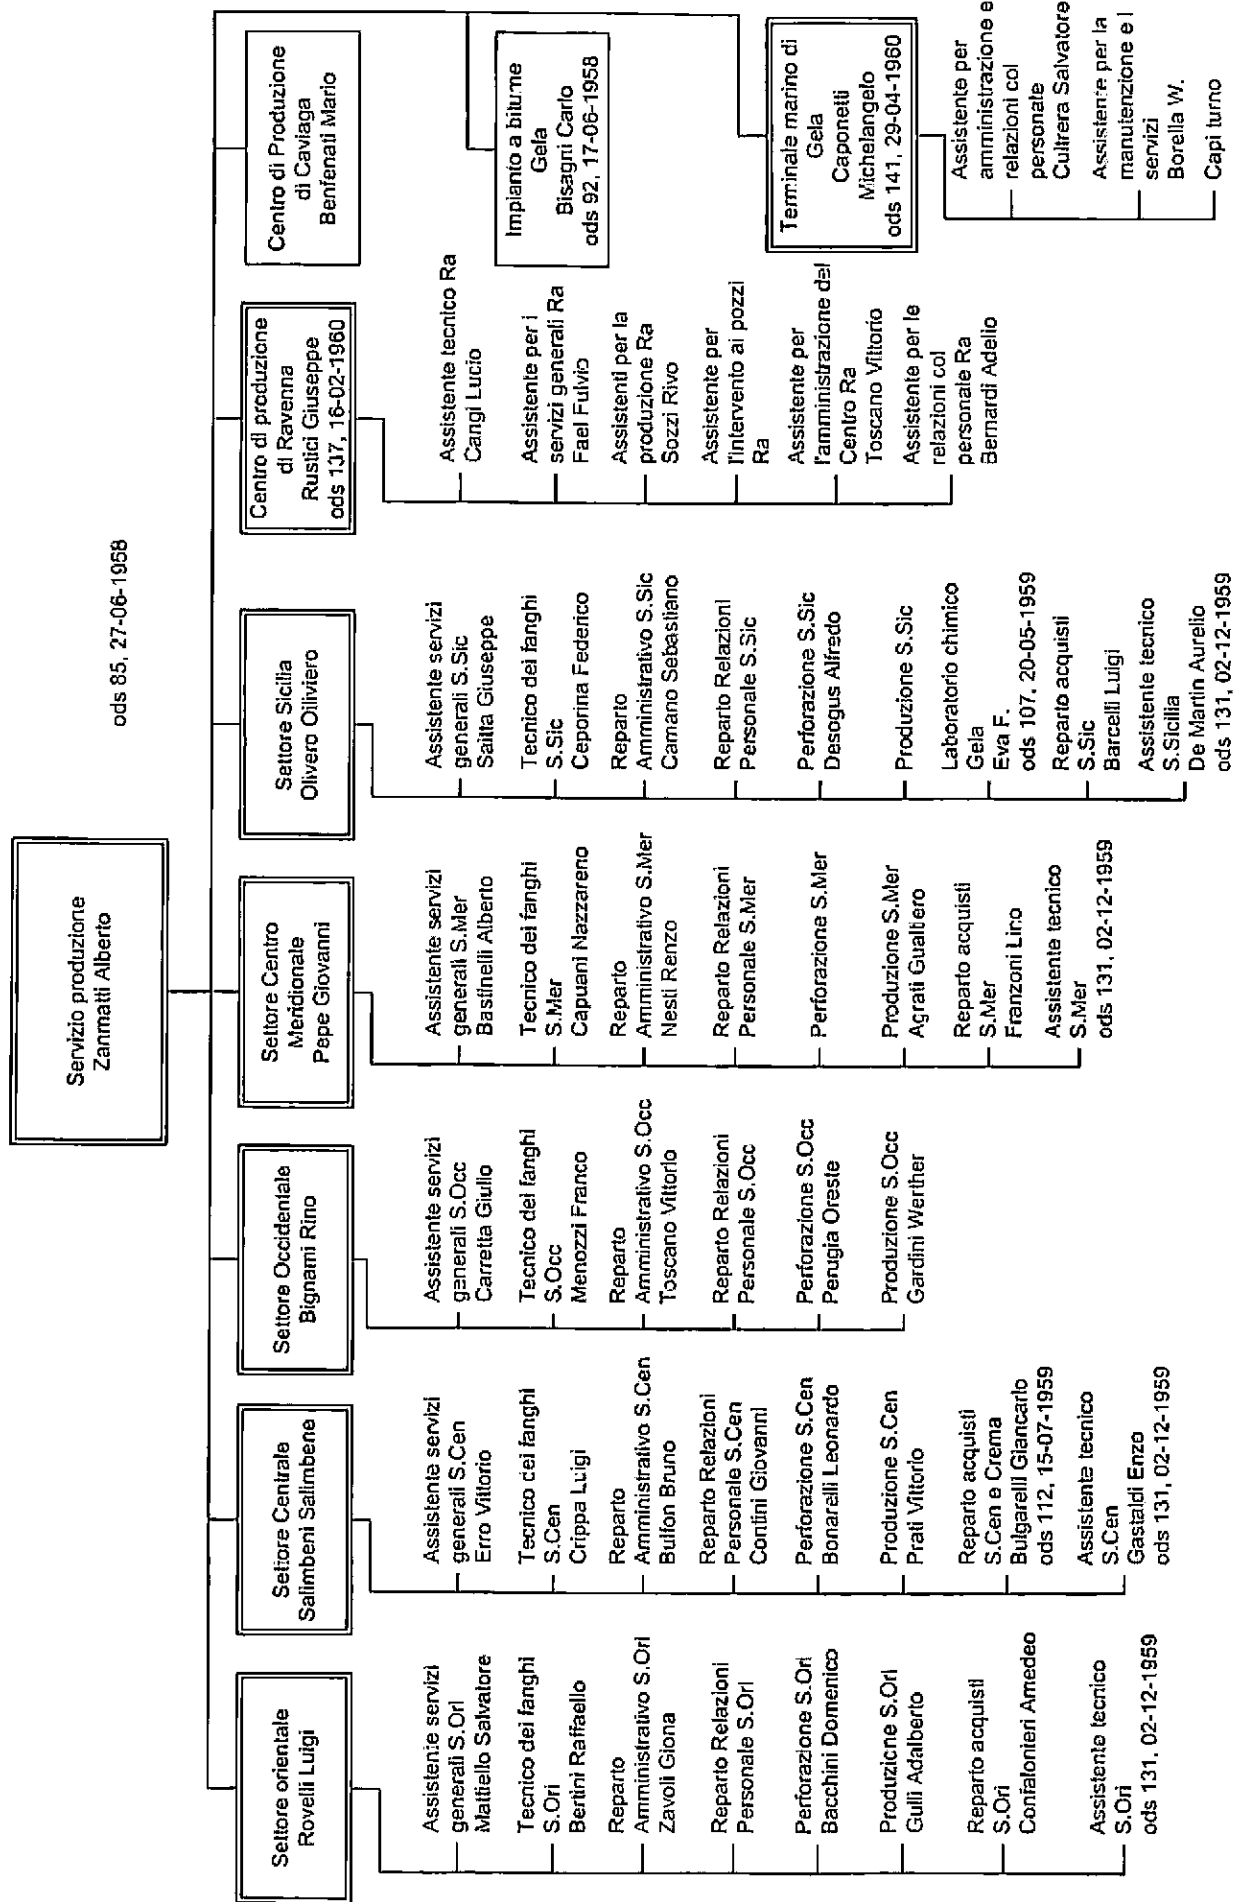 Servizio produzione
Zanmatti Alberto
ods 85, 27-06-1958
Settore orientale
Rovelli Luigi
Assistente servizi
generali S.Ori
Mattiello Salvatore
Tecnico dei fanghi
S.Ori
Bertini Raffaello
Reparto
Amministrativo S.Ori
Zavoli Giona
Reparto Relazioni
Personale S.Ori
Perforazione S.Ori
Bacchini Domenico
Produzione S.Ori
Gulli Adalberto
Reparto acquisti
S.Ori
Confalonieri Amedeo
Assistente tecnico
S.Ori
ods 131, 02-12-1959
Settore Centrale
Salimbeni Salimbene
Assistente servizi
generali S.Cen
Erro Vittorio
Tecnico dei fanghi
S.Cen
Crippa Luigi
Reparto
Amministrativo S.Cen
Bulfon Bruno
Reparto Relazioni
Personale S.Cen
Contini Giovanni
Perforazione S.Cen
Bonarelli Leonardo
Produzione S.Cen
Prati Vittorio
Reparto acquisti
S.Cen e Crema
Bulgarelli Giancarlo
ods 112, 15-07-1959
Assistente tecnico
S.Cen
Gastaldi Enzo
ods 131, 02-12-1959
Settore Occidentale
Bignami Rino
Assistente servizi
generali S.Occ
Carretta Giulio
Tecnico dei fanghi
S.Occ
Menozzi Franco
Reparto
Amministrativo S.Occ
Toscano Vittorio
Reparto Relazioni
Personale S.Occ
Perforazione S.Occ
Perugia Oreste
Produzione S.Occ
Gardini Werther
Settore Centro
Meridionale
Pepe Giovanni
Assistente servizi
generali S.Mer
Bastinelli Alberto
Tecnico dei fanghi
S.Mer
Capuani Nazzareno
Reparto
Amministrativo S.Mer
Nesti Renzo
Reparto Relazioni
Personale S.Mer
Perforazione S.Mer
Produzione S.Mer
Agrati Gualtiero
Reparto acquisti
S.Mer
Franzoni Lino
Assistente tecnico
S.Mer
ods 131, 02-12-1959
Settore Sicilia
Olivero Oliviero
Assistente servizi
generali S.Sic
Saitta Giuseppe
Tecnico dei fanghi
S.Sic
Ceporina Federico
Reparto
Amministrativo S.Sic
Camano Sebastiano
Reparto Relazioni
Personale S.Sic
Perforazione S.Sic
Desogus Alfredo
Produzione S.Sic
Laboratorio chimico
Gela
Eva F.
ods 107, 20-05-1959
Reparto acquisti
S.Sic
Barcelli Luigi
Assistente tecnico
S.Sicilia
De Martin Aurelio
ods 131, 02-12-1959
Centro di produzione
di Ravenna
Rustici Giuseppe
ods 137, 16-02-1960
Assistente tecnico Ra
Cangi Lucio
Assistente per i
servizi generali Ra
Fael Fulvio
Assistenti per la
produzione Ra
Sozzi Rivo
Assistente per
l'intervento ai pozzi
Ra
Assistente per
l'amministrazione del
Centro Ra
Toscano Vittorio
Assistente per le
relazioni col
personale Ra
Bernardi Adelio
Centro di Produzione
di Caviaga
Benfenati Mario
Impianto a bitume
Gela
Bisagni Carlo
ods 92, 17-06-1958
Terminale marino di
Gela
Caponetti
Michelangelo
ods 141, 29-04-1960
Assistente per
amministrazione e
relazioni col
personate
Cultrera Salvatore
Assistente per la
manutenzione e i
servizi
Borella W.
Capi turno